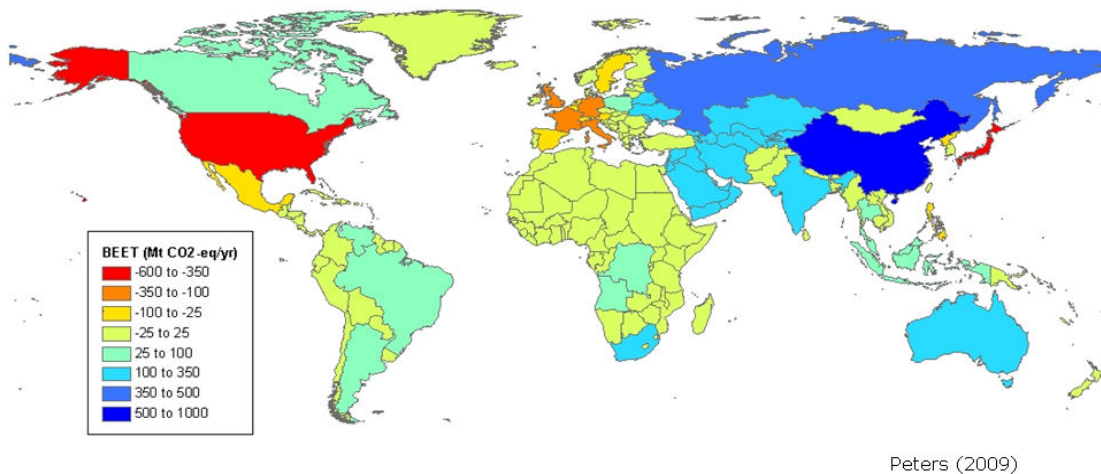 BEET (Mt CO2-eq/yr)
-600 to -350
-350 to -100
-100 to -25
-25 to 25
25 to 100
100 to 350
350 to 500
500 to 1000
Peters (2009)